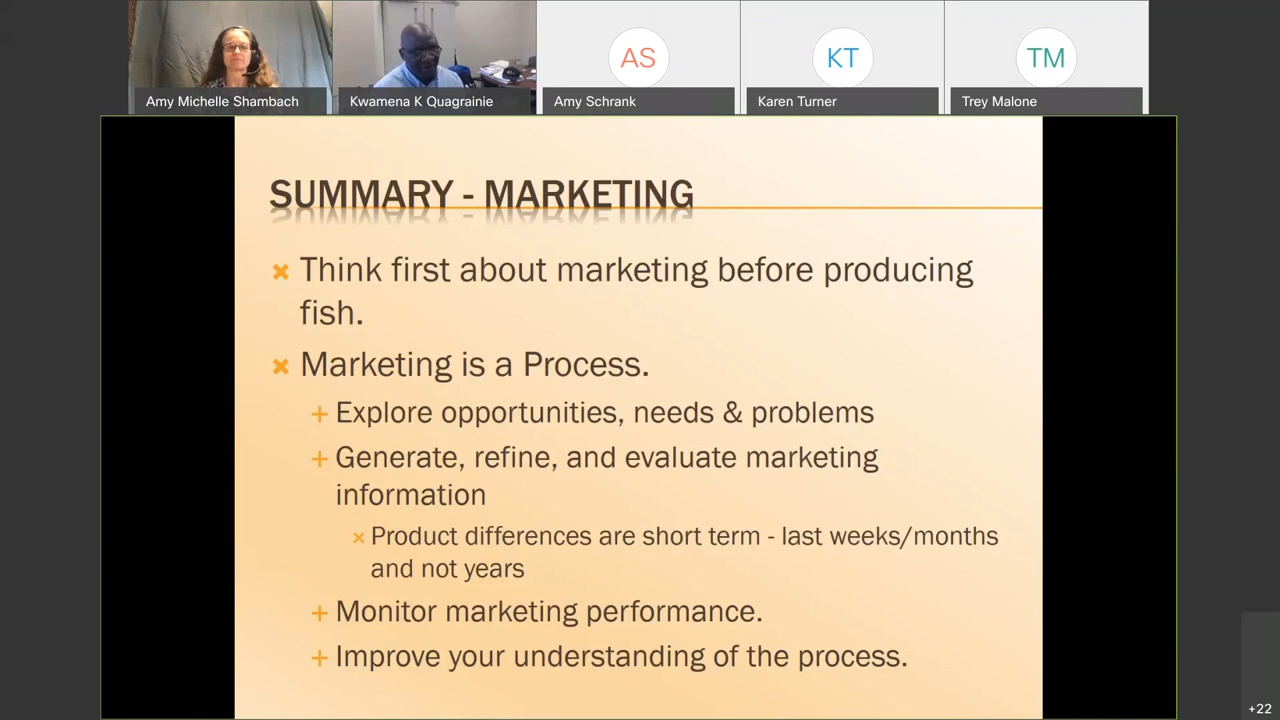 AS
KT
TM
Amy Michelle Shambach
Kwamena K Quagrainie
Amy Schrank
Karen Turner
Trey Malone
SUMMARY - MARKETING
Think first about marketing before producing
fish.
Marketing is a Process.
Explore opportunities, needs & problems
Generate, refine, and evaluate marketing
information
Product differences are short term - last weeks/months
and not years
Monitor marketing performance.
Improve your understanding of the process.
+22